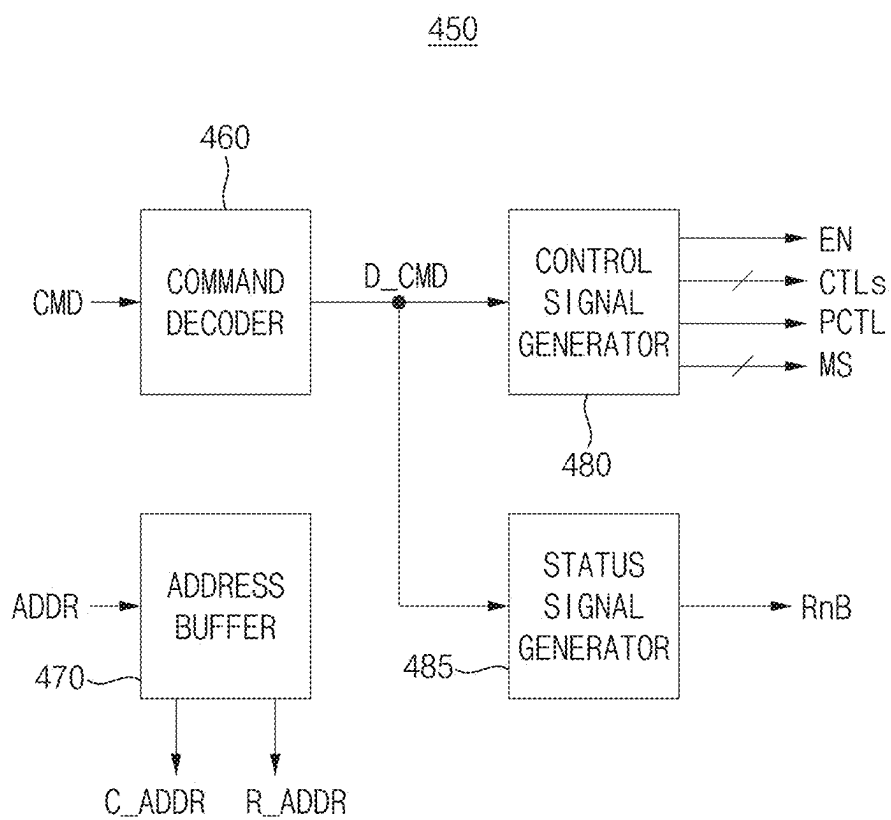 450
460
CMD
COMMAND
DECODER
D_CMD
CONTROL
SIGNAL
GENERATOR
EN
CTLs
PCTL
MS
480
ADDR
ADDRESS
BUFFER
470
STATUS
SIGNAL
GENERATOR
485
RnB
C_ADDR
R_ADDR